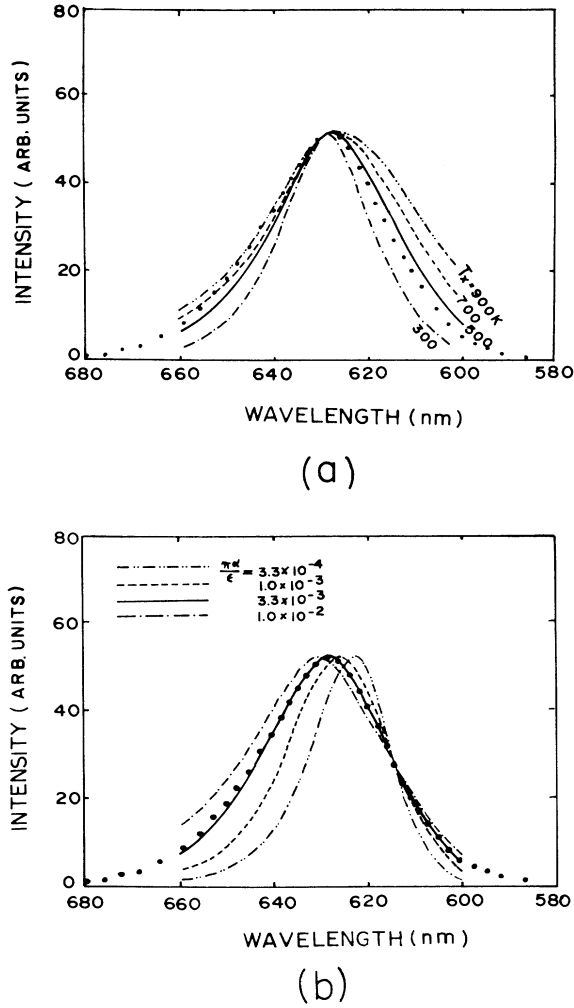 80
60
40
20
0
INTENSITY (ARB. UNITS)
Tx=900K
700
500
300
680 660 640 620 600 580
WAVELENGTH (nm)
(a)
80
60
40
20
0
INTENSITY (ARB. UNITS)
πα/ε = 3.3×10⁻⁴
1.0×10⁻³
3.3×10⁻³
1.0×10⁻²
680 660 640 620 600 580
WAVELENGTH (nm)
(b)